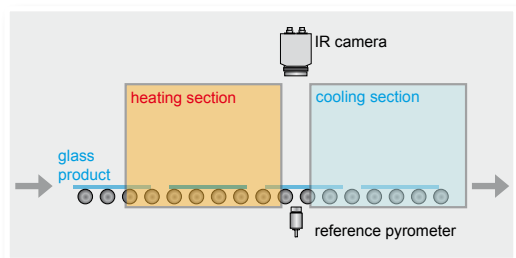 IR camera
heating section
cooling section
glass
product
reference pyrometer